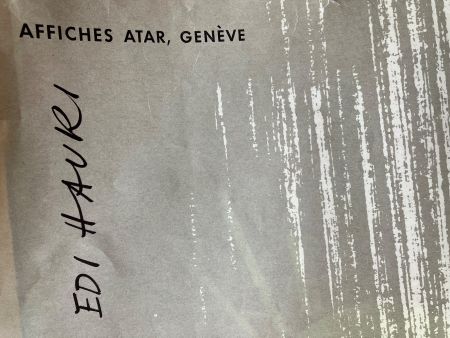 AFFICHES ATAR, GENÈVE
EDI HAURI